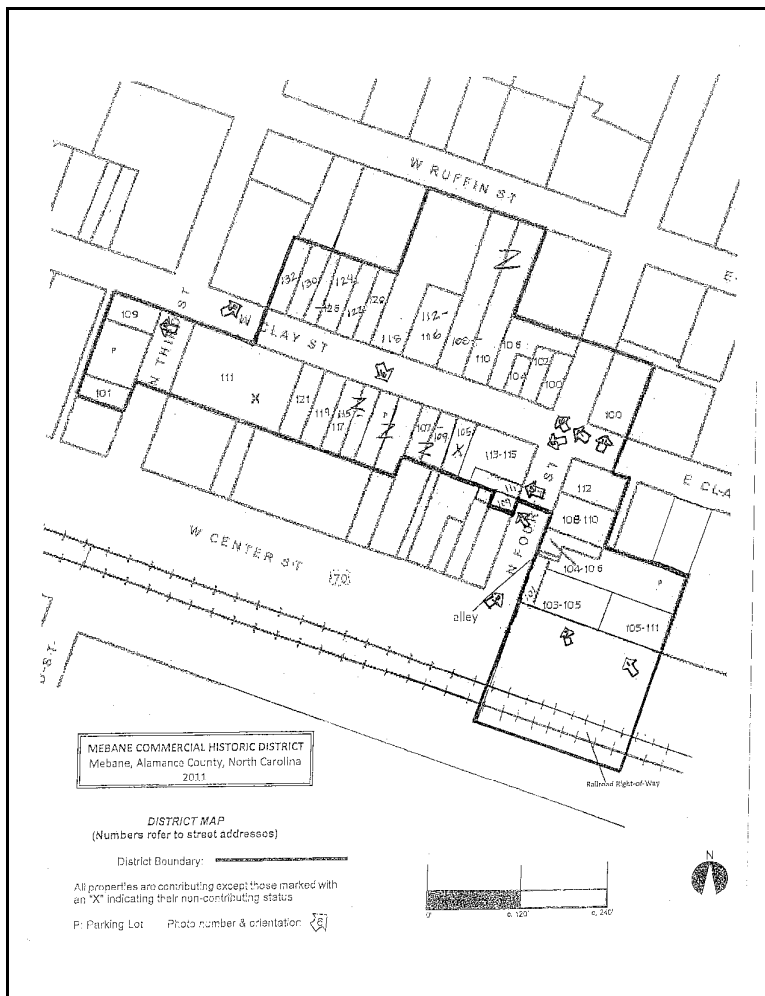 W RUFFIN ST
E
Z
132
130
124
128
122
120
118
112-
116
108-
110
106
104
102
100
100
109
P
101
N THIRD ST
W CLAY ST
111
X
121
119
115-
117
Z
Z
107-
109
Z
105
X
113-115
111
109
N FOURTH ST
112
108-110
104-106
E CLA
P
103-105
105-111
101
alley
W CENTER ST
70
Railroad Right-of-Way
MEBANE COMMERCIAL HISTORIC DISTRICT
Mebane, Alamance County, North Carolina
2011
DISTRICT MAP
(Numbers refer to street addresses)
District Boundary:
All properties are contributing except those marked with
an "X" indicating their non-contributing status
P: Parking Lot Photo number & orientation
N
0'
c. 120'
c. 240'